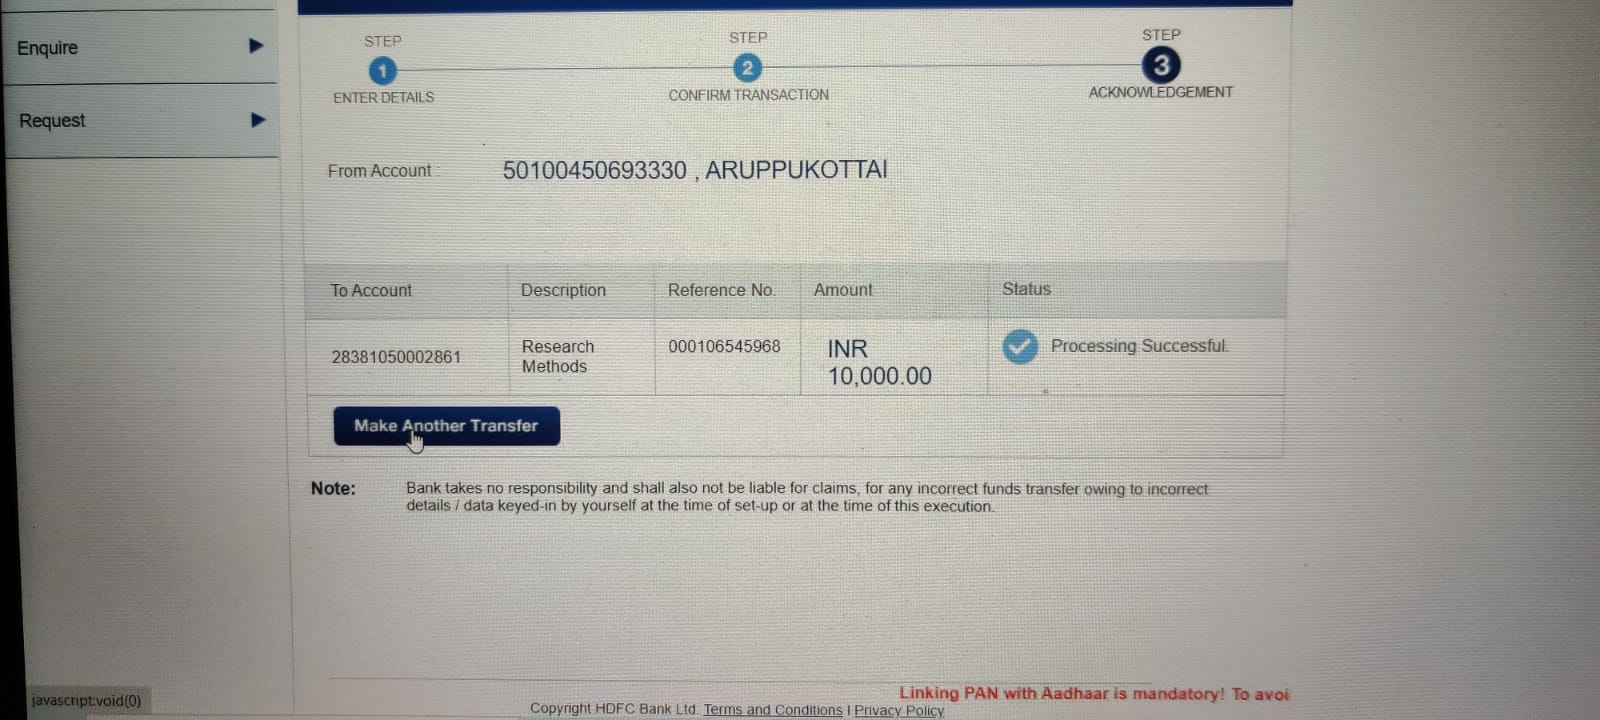 Enquire
Request
STEP
1
ENTER DETAILS
STEP
2
CONFIRM TRANSACTION
STEP
3
ACKNOWLEDGEMENT
From Account : 50100450693330 , ARUPPUKOTTAI
To Account Description Reference No. Amount Status
28381050002861 Research Methods 000106545968 INR 10,000.00 Processing Successful.
Make Another Transfer
Note: Bank takes no responsibility and shall also not be liable for claims, for any incorrect funds transfer owing to incorrect
details / data keyed-in by yourself at the time of set-up or at the time of this execution.
Linking PAN with Aadhaar is mandatory! To avoi
javascript:void(0)
Copyright HDFC Bank Ltd. Terms and Conditions | Privacy Policy